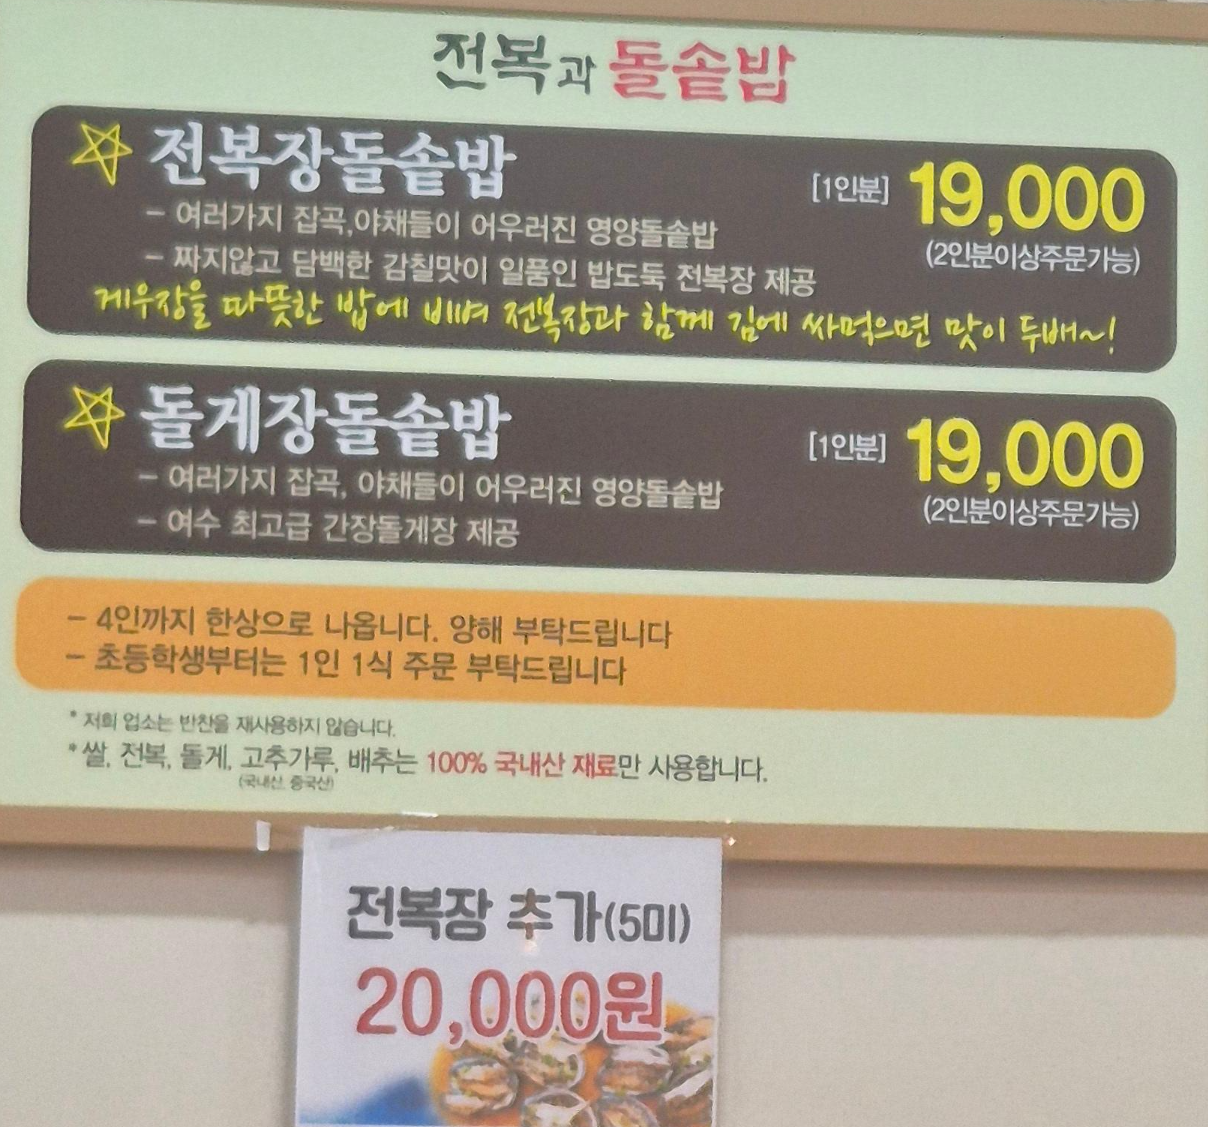 전복과 돌솥밥
전복장돌솥밥
[1인분] 19,000
- 여러가지 잡곡,야채들이 어우러진 영양돌솥밥
(2인분이상주문가능)
- 짜지않고 담백한 감칠맛이 일품인 밥도둑 전복장 제공
게우장을 따뜻한 밥에 비벼 전복장과 함께 김에 싸먹으면 맛이 두배~!
돌게장돌솥밥
[1인분] 19,000
- 여러가지 잡곡, 야채들이 어우러진 영양돌솥밥
(2인분이상주문가능)
- 여수 최고급 간장돌게장 제공
- 4인까지 한상으로 나옵니다. 양해 부탁드립니다
- 초등학생부터는 1인 1식 주문 부탁드립니다
* 저희 업소는 반찬을 재사용하지 않습니다.
* 쌀, 전복, 돌게, 고추가루, 배추는 100% 국내산 재료만 사용합니다.
(국내산, 중국산)
전복장 추가(5미)
20,000원